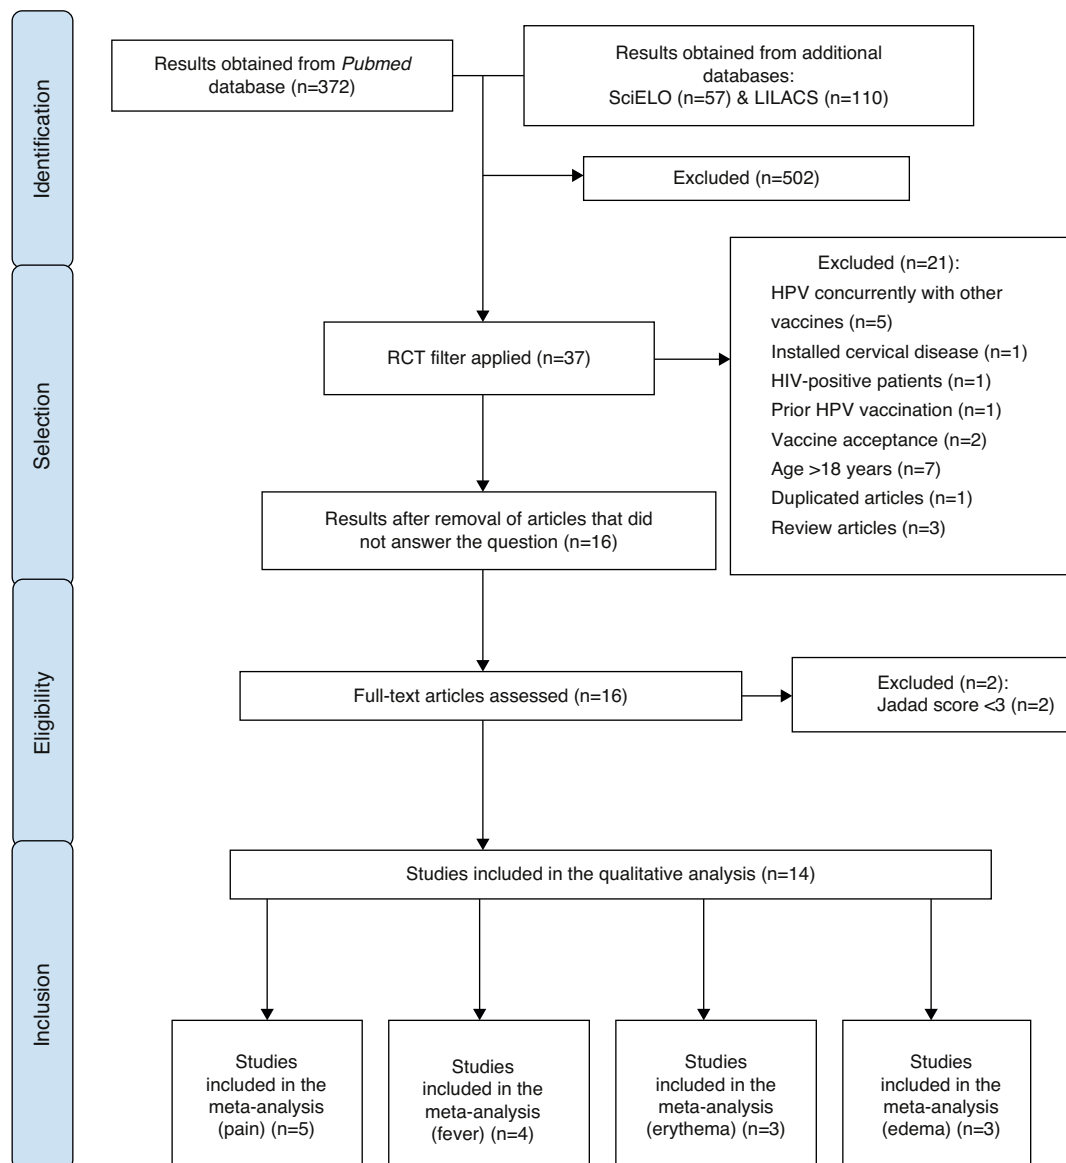 Identification
Results obtained from Pubmed
database (n=372)
Results obtained from additional
databases:
SciELO (n=57) & LILACS (n=110)
Excluded (n=502)
Selection
RCT filter applied (n=37)
Excluded (n=21):
HPV concurrently with other
vaccines (n=5)
Installed cervical disease (n=1)
HIV-positive patients (n=1)
Prior HPV vaccination (n=1)
Vaccine acceptance (n=2)
Age >18 years (n=7)
Duplicated articles (n=1)
Review articles (n=3)
Results after removal of articles that did
not answer the question (n=16)
Eligibility
Full-text articles assessed (n=16)
Excluded (n=2):
Jadad score <3 (n=2)
Inclusion
Studies included in the qualitative analysis (n=14)
Studies
included in the
meta-analysis
(pain) (n=5)
Studies
included in the
meta-analysis
(fever) (n=4)
Studies
included in the
meta-analysis
(erythema) (n=3)
Studies
included in the
meta-analysis
(edema) (n=3)